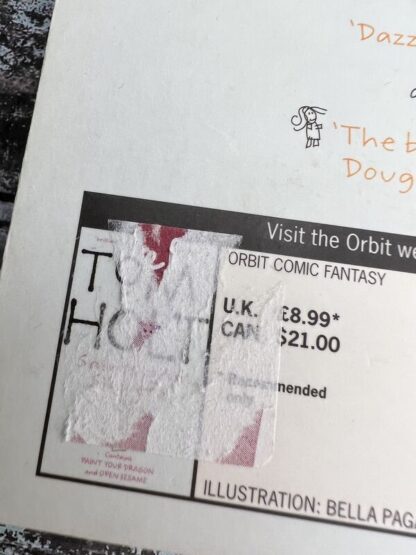 'Dazz
a
'The b
Doug
Visit the Orbit we
TOM
HOLT
Contains
PAINT YOUR DRAGON
and OPEN SESAME
ORBIT COMIC FANTASY
U.K. £8.99*
CAN. $21.00
* Recommended
only
ILLUSTRATION: BELLA PAGA